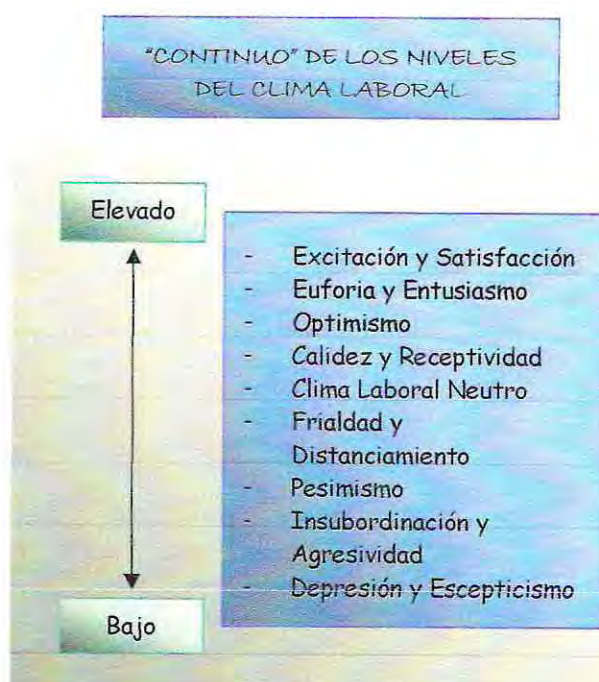 "CONTINUO" DE LOS NIVELES
DEL CLIMA LABORAL
Elevado
- Excitación y Satisfacción
- Euforia y Entusiasmo
- Optimismo
- Calidez y Receptividad
- Clima Laboral Neutro
- Frialdad y
Distanciamiento
- Pesimismo
- Insubordinación y
Agresividad
- Depresión y Escepticismo
Bajo